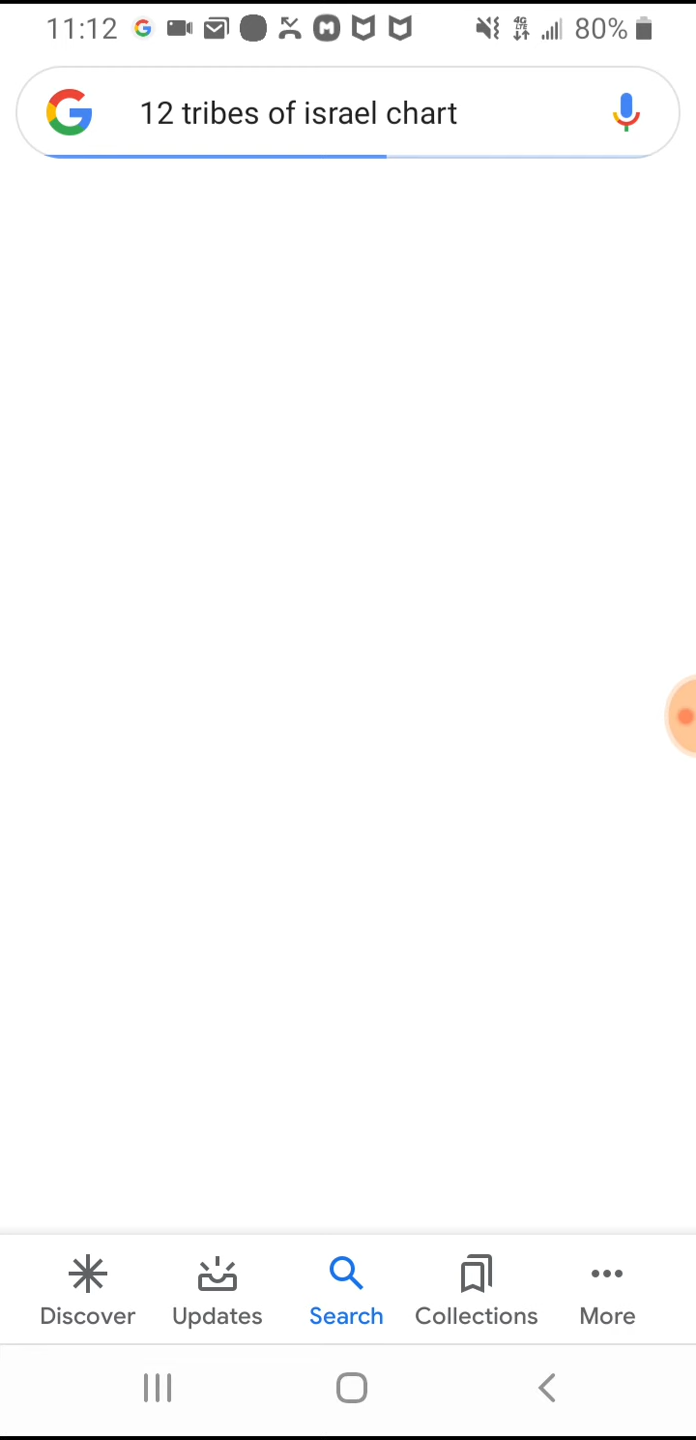 11:12 80%
12 tribes of israel chart
Discover Updates Search Collections More